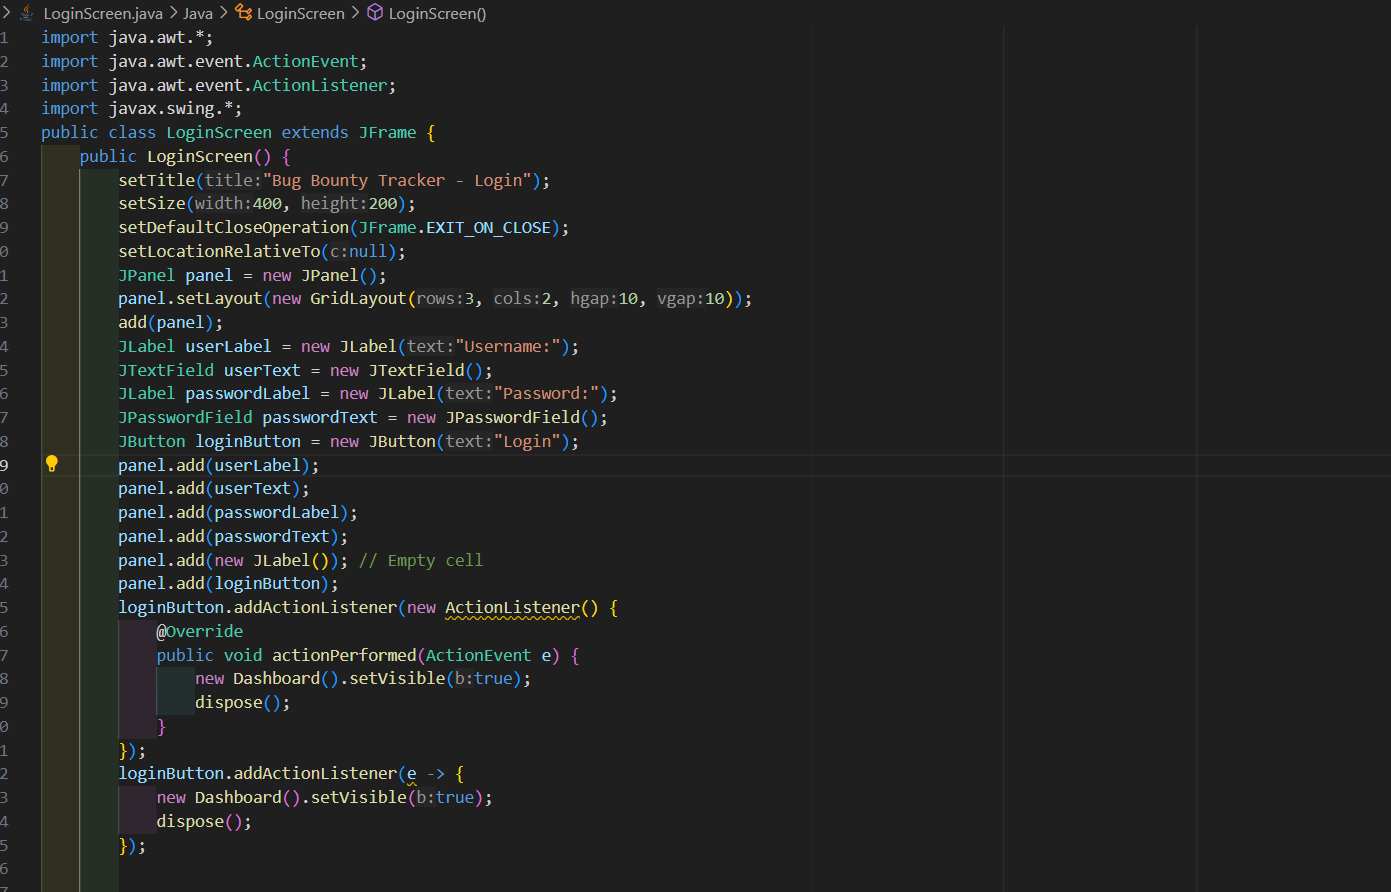 LoginScreen.java > Java > LoginScreen > LoginScreen()
1 import java.awt.*;
2 import java.awt.event.ActionEvent;
3 import java.awt.event.ActionListener;
4 import javax.swing.*;
5 public class LoginScreen extends JFrame {
6 public LoginScreen() {
7 setTitle(title:"Bug Bounty Tracker - Login");
8 setSize(width:400, height:200);
9 setDefaultCloseOperation(JFrame.EXIT_ON_CLOSE);
0 setLocationRelativeTo(c:null);
1 JPanel panel = new JPanel();
2 panel.setLayout(new GridLayout(rows:3, cols:2, hgap:10, vgap:10));
3 add(panel);
4 JLabel userLabel = new JLabel(text:"Username:");
5 JTextField userText = new JTextField();
6 JLabel passwordLabel = new JLabel(text:"Password:");
7 JPasswordField passwordText = new JPasswordField();
8 JButton loginButton = new JButton(text:"Login");
9 panel.add(userLabel);
0 panel.add(userText);
1 panel.add(passwordLabel);
2 panel.add(passwordText);
3 panel.add(new JLabel()); // Empty cell
4 panel.add(loginButton);
5 loginButton.addActionListener(new ActionListener() {
6 @Override
7 public void actionPerformed(ActionEvent e) {
8 new Dashboard().setVisible(b:true);
9 dispose();
0 }
1 });
2 loginButton.addActionListener(e -> {
3 new Dashboard().setVisible(b:true);
4 dispose();
5 });
6